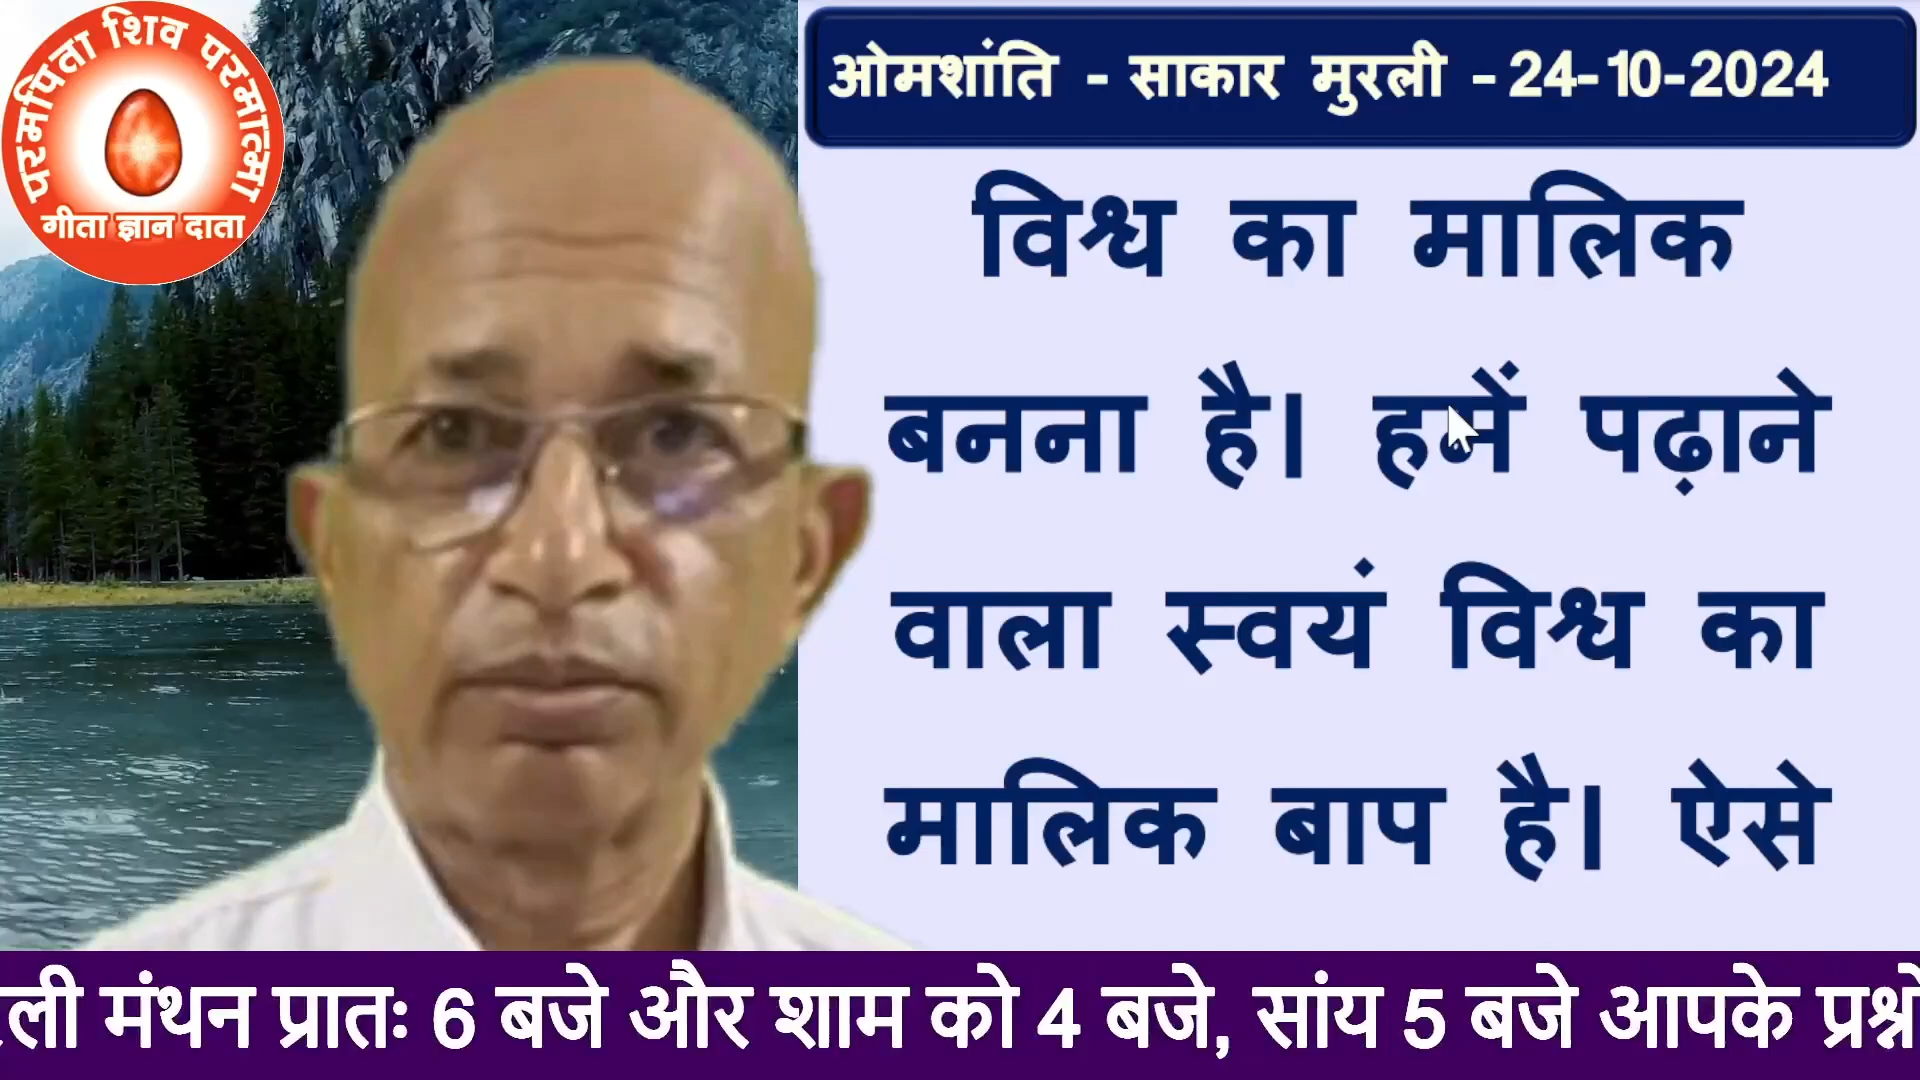 परमपिता शिव परमात्मा
गीता ज्ञान दाता
ओमशांति - साकार मुरली - 24-10-2024
विश्व का मालिक
बनना है। हमें पढ़ाने
वाला स्वयं विश्व का
मालिक बाप है। ऐसे
मंथन प्रातः 6 बजे और शाम को 4 बजे, सांय 5 बजे आपके